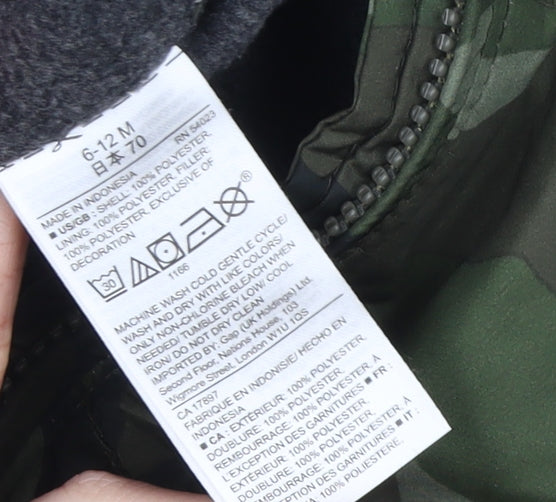 6-12 M
日本 70
MADE IN INDONESIA RN 54023
■ US/GB : SHELL: 100% POLYESTER.
LINING: 100% POLYESTER. FILLER:
100% POLYESTER. EXCLUSIVE OF
DECORATION
30
®
1166
MACHINE WASH COLD GENTLE CYCLE/
WASH AND DRY WITH LIKE COLORS/
ONLY NON-CHLORINE BLEACH WHEN
NEEDED/ TUMBLE DRY LOW/ COOL
IRON/ DO NOT DRY CLEAN
IMPORTED BY: Gap (UK Holdings) Ltd.
Second Floor, Nations House, 103
Wigmore Street, London W1U 1QS
CA 17897
FABRIQUE EN INDONISIE/ HECHO EN
INDONESIA
■ CA : EXTÉRIEUR: 100% POLYESTER.
DOUBLURE: 100% POLYESTER.
REMBOURRAGE: 100% POLYESTER. À
L'EXCEPTION DES GARNITURES ■ FR :
EXTÉRIEUR: 100% POLYESTER.
DOUBLURE: 100% POLYESTER.
REMBOURRAGE: 100% POLYESTER. À
L'EXCEPTION DES GARNITURES ■ IT :
100% POLIESTERE.